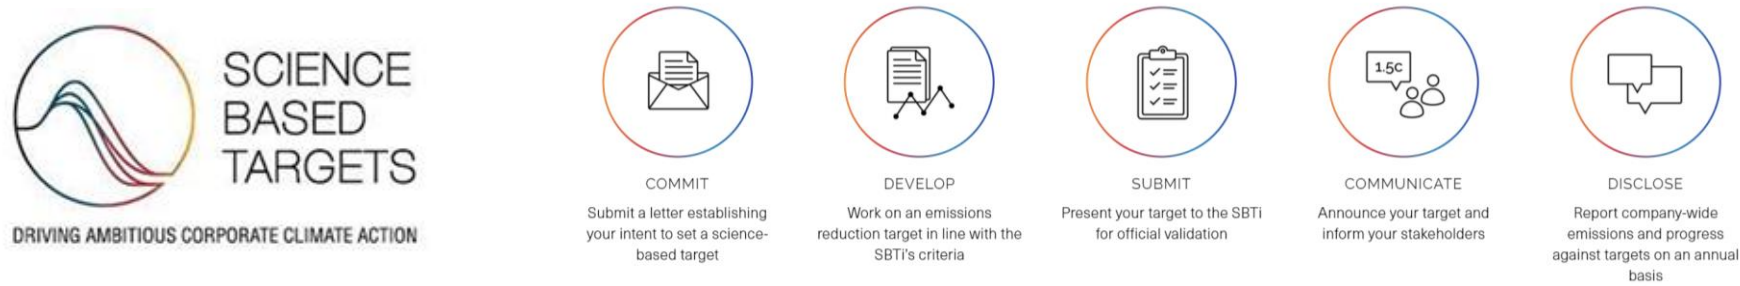 SCIENCE
BASED
TARGETS
DRIVING AMBITIOUS CORPORATE CLIMATE ACTION
COMMIT
Submit a letter establishing
your intent to set a science-
based target
DEVELOP
Work on an emissions
reduction target in line with the
SBTi's criteria
SUBMIT
Present your target to the SBTi
for official validation
1.5c
COMMUNICATE
Announce your target and
inform your stakeholders
DISCLOSE
Report company-wide
emissions and progress
against targets on an annual
basis